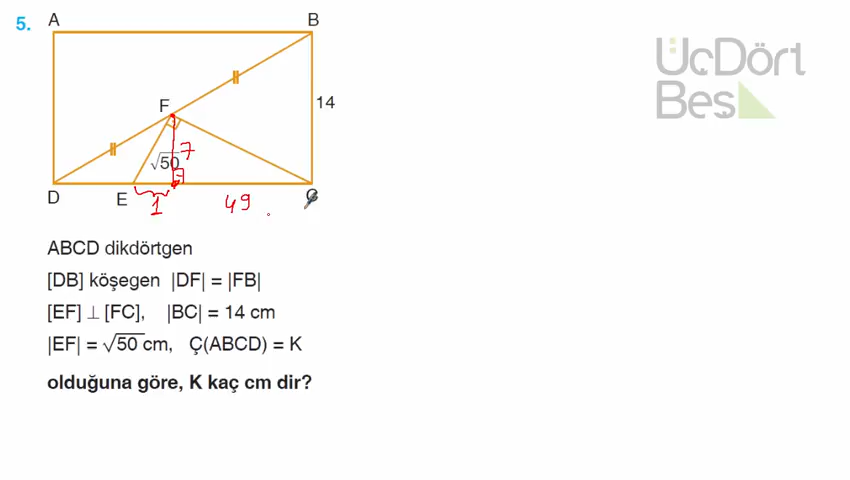 5. A B
ÜçDört
Beş
14
F
√50 7
D E C
1 49
ABCD dikdörtgen
[DB] köşegen |DF| = |FB|
[EF] ⊥ [FC], |BC| = 14 cm
|EF| = √50 cm, Ç(ABCD) = K
olduğuna göre, K kaç cm dir?